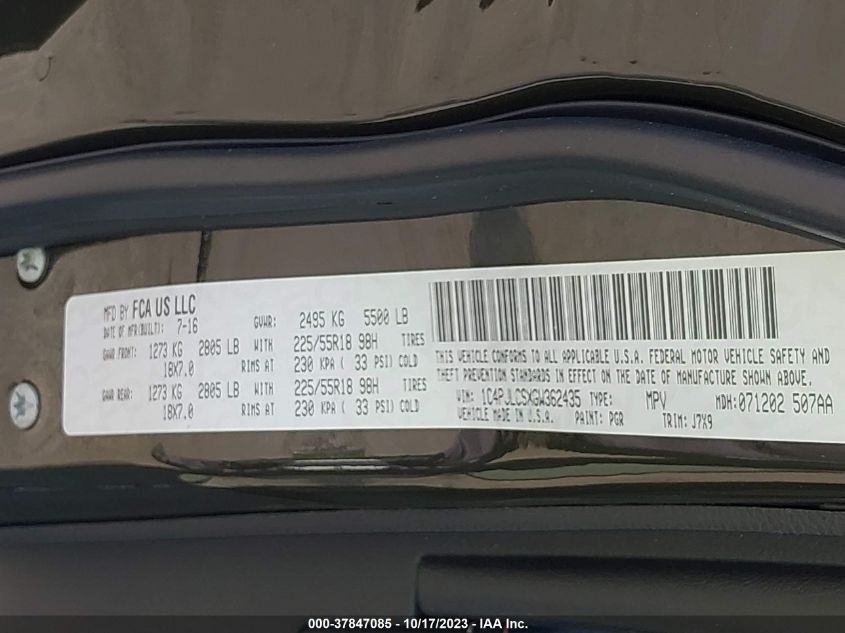 MFD BY FCA US LLC
DATE OF MFR(BUILT): 7-16 GVWR: 2495 KG 5500 LB
GAWR FRONT: 1273 KG 2805 LB WITH 225/55R18 98H TIRES
18X7.0 RIMS AT 230 KPA ( 33 PSI) COLD
GAWR REAR: 1273 KG 2805 LB WITH 225/55R18 98H TIRES
18X7.0 RIMS AT 230 KPA ( 33 PSI) COLD
THIS VEHICLE CONFORMS TO ALL APPLICABLE U.S.A. FEDERAL MOTOR VEHICLE SAFETY AND
THEFT PREVENTION STANDARDS IN EFFECT ON THE DATE OF MANUFACTURE SHOWN ABOVE.
VIN: 1C4PJLCSXGW362435 TYPE: MPV MDH:071202 507AA
VEHICLE MADE IN U.S.A. PAINT: PGR TRIM: J7X9
000-37847085 - 10/17/2023 - IAA Inc.